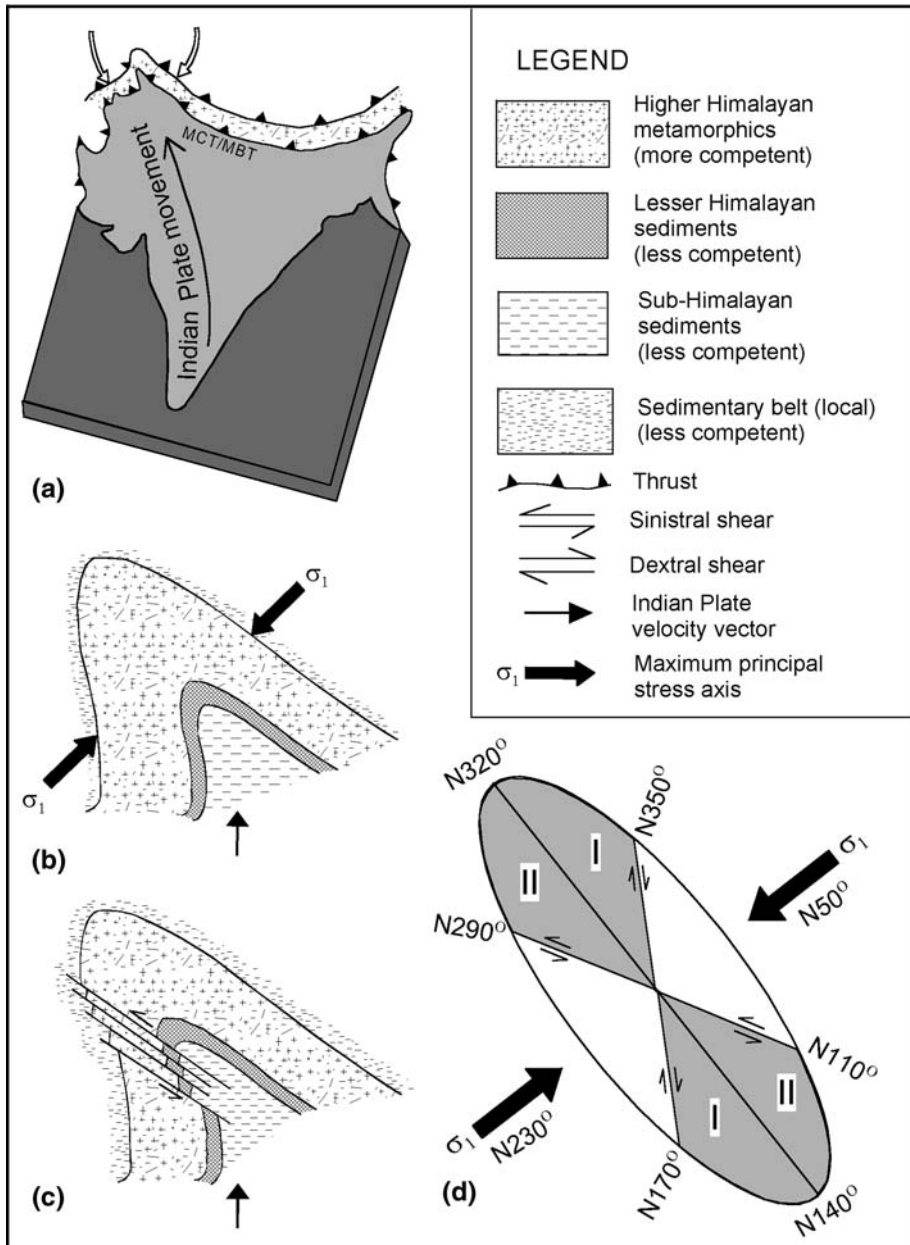 MCT/MBT
Indian Plate movement
(a)
LEGEND
Higher Himalayan
metamorphics
(more competent)
Lesser Himalayan
sediments
(less competent)
Sub-Himalayan
sediments
(less competent)
Sedimentary belt (local)
(less competent)
Thrust
Sinistral shear
Dextral shear
Indian Plate
velocity vector
σ1
Maximum principal
stress axis
σ1
σ1
(b)
(c)
N320°
N350°
σ1
N50°
I
II
N290°
N110°
II
I
σ1
N230°
N170°
N140°
(d)